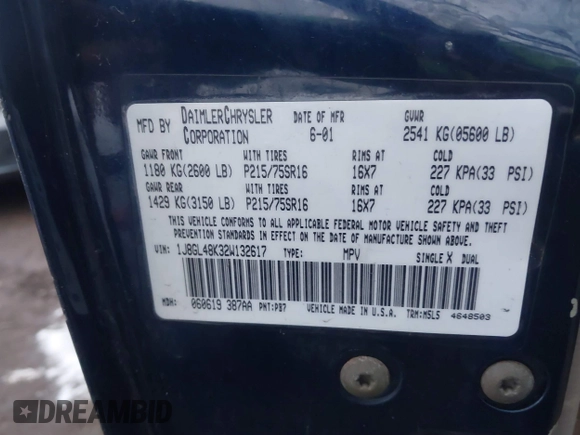 MFD BY DAIMLERCHRYSLER CORPORATION DATE OF MFR 6-01 GVWR 2541 KG(05600 LB)
GAWR FRONT WITH TIRES RIMS AT COLD
1180 KG(2600 LB) P215/75SR16 16X7 227 KPA(33 PSI)
GAWR REAR WITH TIRES RIMS AT COLD
1429 KG(3150 LB) P215/75SR16 16X7 227 KPA(33 PSI)
THIS VEHICLE CONFORMS TO ALL APPLICABLE FEDERAL MOTOR VEHICLE SAFETY AND THEFT
PREVENTION STANDARDS IN EFFECT ON THE DATE OF MANUFACTURE SHOWN ABOVE.
VIN: 1J8GL48K32W132617 TYPE: MPV SINGLE X DUAL
MDH: 060619 387AA PNT:PB7 VEHICLE MADE IN U.S.A. TRM:M5L5 4648503
DREAMBID